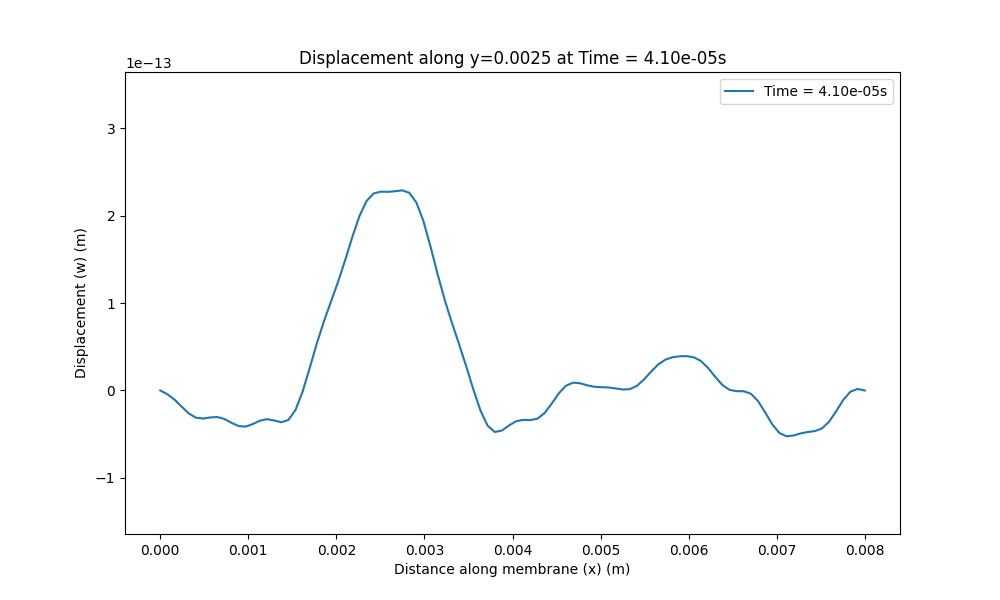 Displacement along y=0.0025 at Time = 4.10e-05s
1e−13
Time = 4.10e-05s
3
2
1
0
−1
Displacement (w) (m)
0.000 0.001 0.002 0.003 0.004 0.005 0.006 0.007 0.008
Distance along membrane (x) (m)